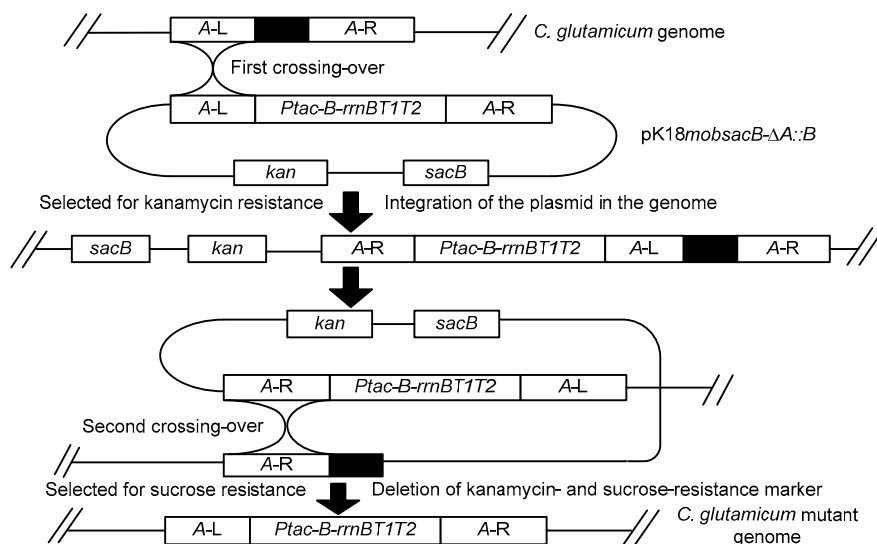 A-L A-R C. glutamicum genome
First crossing-over
A-L Ptac-B-rrnBT1T2 A-R
pK18mobsacB-ΔA::B
kan sacB
Selected for kanamycin resistance Integration of the plasmid in the genome
sacB kan A-R Ptac-B-rrnBT1T2 A-L A-R
kan sacB
A-R Ptac-B-rrnBT1T2 A-L
Second crossing-over
A-R
Selected for sucrose resistance Deletion of kanamycin- and sucrose-resistance marker
A-L Ptac-B-rrnBT1T2 A-R C. glutamicum mutant
genome